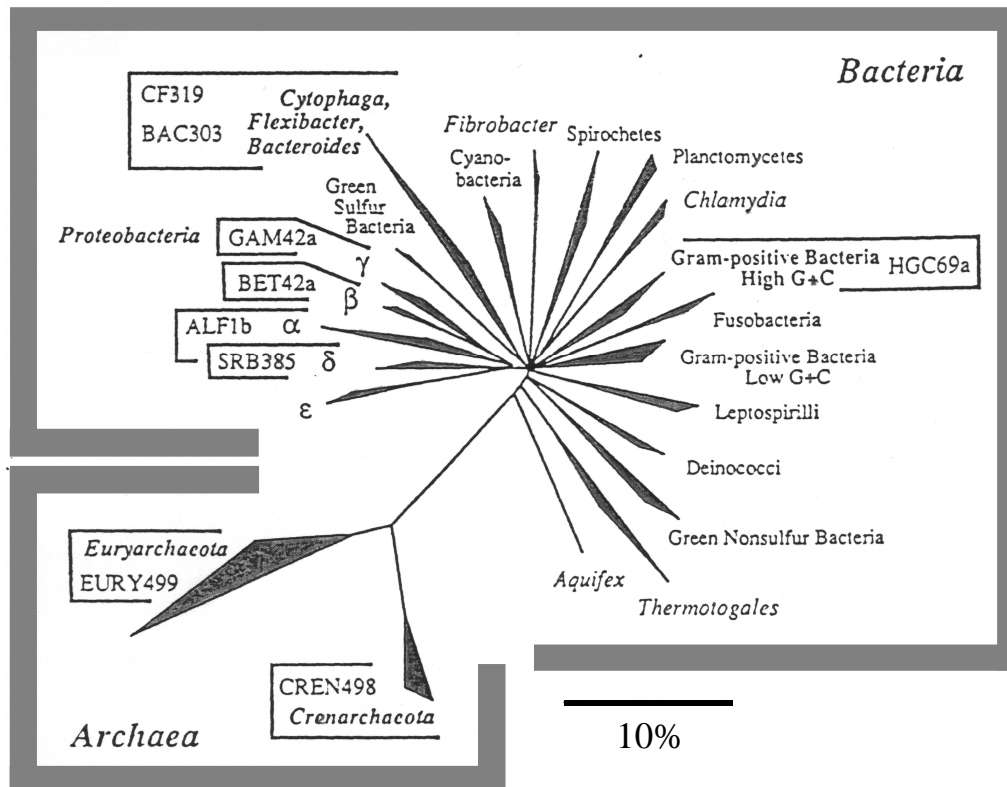 Bacteria
CF319
BAC303
Cytophaga,
Flexibacter,
Bacteroides
Fibrobacter
Spirochetes
Cyano-
bacteria
Planctomycetes
Green
Sulfur
Bacteria
Chlamydia
Proteobacteria
GAM42a
γ
BET42a
β
ALF1b α
SRB385 δ
ε
Gram-positive Bacteria
High G+C
HGC69a
Fusobacteria
Gram-positive Bacteria
Low G+C
Leptospirilli
Deinococci
Green Nonsulfur Bacteria
Aquifex
Thermotogales
Euryarchaeota
EURY499
CREN498
Crenarchaeota
Archaea
10%